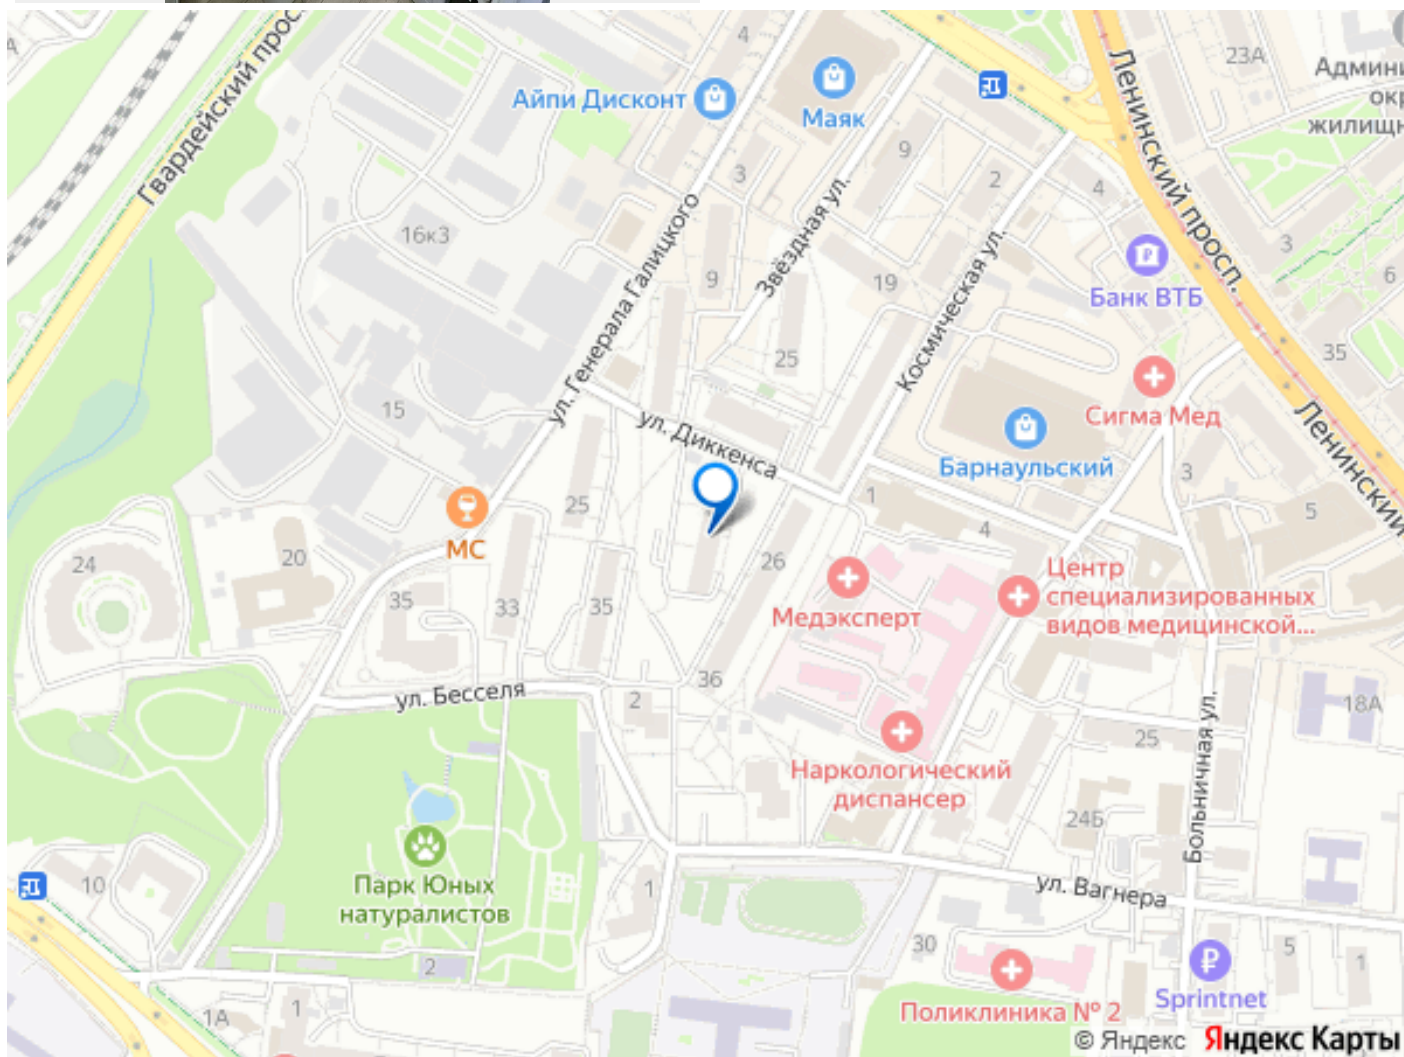 Гвардейский прос
4
23А
Ленинский просп.
Админи
окр
жилищн
Айпи Дисконт
Маяк
9
3
2
4
3
16к3
ул. Генерала Галицкого
Звёздная ул.
Космическая ул.
9
19
Банк ВТБ
6
25
35
15
ул. Диккенса
Сигма Мед
Барнаульский
Ленинский
3
25
1
4
5
МС
24
20
26
35
33
35
Медэксперт
Центр
специализированных
видов медицинской...
ул. Бесселя
36
2
18А
25
Больничная ул.
Наркологический
диспансер
24Б
Парк Юных
натуралистов
10
1
ул. Вагнера
30
5
1
2
1А
1
Sprintnet
Поликлиника № 2
© Яндекс Яндекс Карты